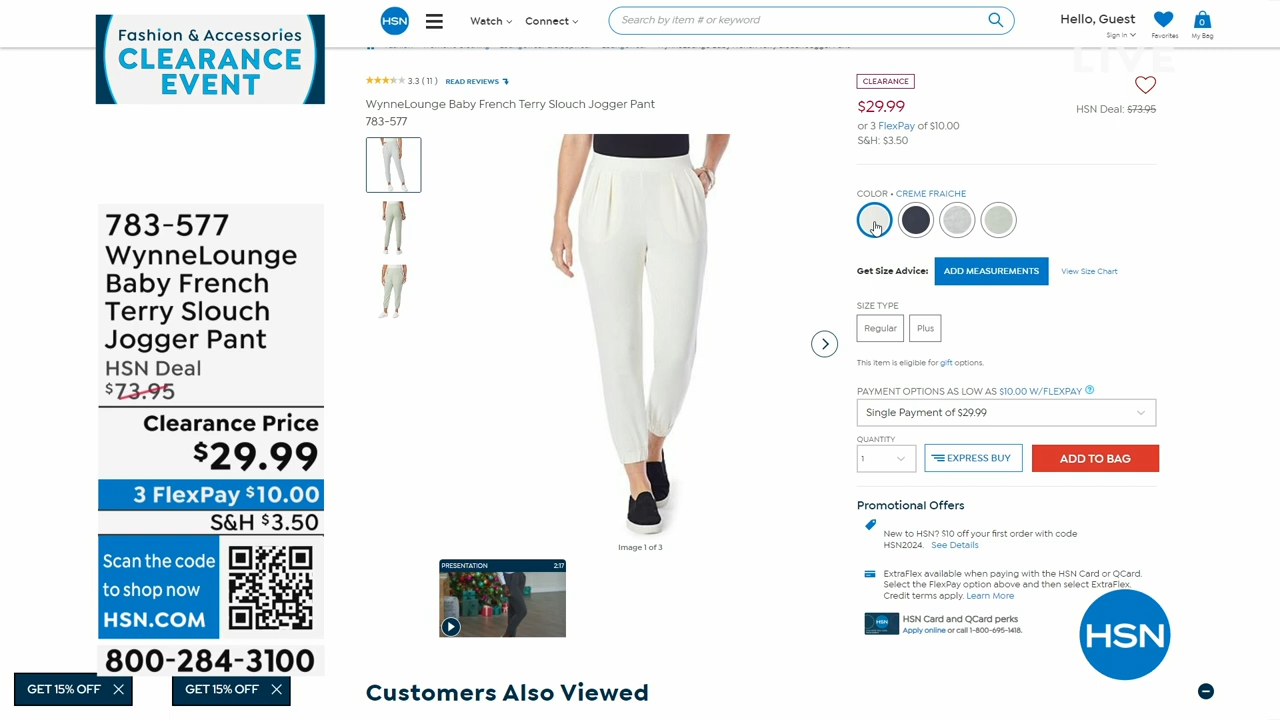 Fashion & Accessories
CLEARANCE
EVENT
HSN
Watch
Connect
Search by item # or keyword
Hello, Guest
Sign In
Favorites
0
My Bag
LIVE
3.3 ( 11 )
READ REVIEWS
WynneLounge Baby French Terry Slouch Jogger Pant
783-577
CLEARANCE
$29.99
HSN Deal: $73.95
or 3 FlexPay of $10.00
S&H: $3.50
COLOR • CREME FRAICHE
Get Size Advice:
ADD MEASUREMENTS
View Size Chart
SIZE TYPE
Regular
Plus
This item is eligible for gift options.
PAYMENT OPTIONS AS LOW AS $10.00 W/FLEXPAY
Single Payment of $29.99
QUANTITY
1
EXPRESS BUY
ADD TO BAG
Promotional Offers
New to HSN? $10 off your first order with code
HSN2024. See Details
ExtraFlex available when paying with the HSN Card or QCard.
Select the FlexPay option above and then select ExtraFlex.
Credit terms apply. Learn More
HSN
HSN Card and QCard perks
Apply online or call 1-800-695-1418.
HSN
Image 1 of 3
PRESENTATION
2:17
Customers Also Viewed
783-577
WynneLounge
Baby French
Terry Slouch
Jogger Pant
HSN Deal
$73.95
Clearance Price
$29.99
3 FlexPay $10.00
S&H $3.50
Scan the code
to shop now
HSN.COM
800-284-3100
GET 15% OFF
GET 15% OFF